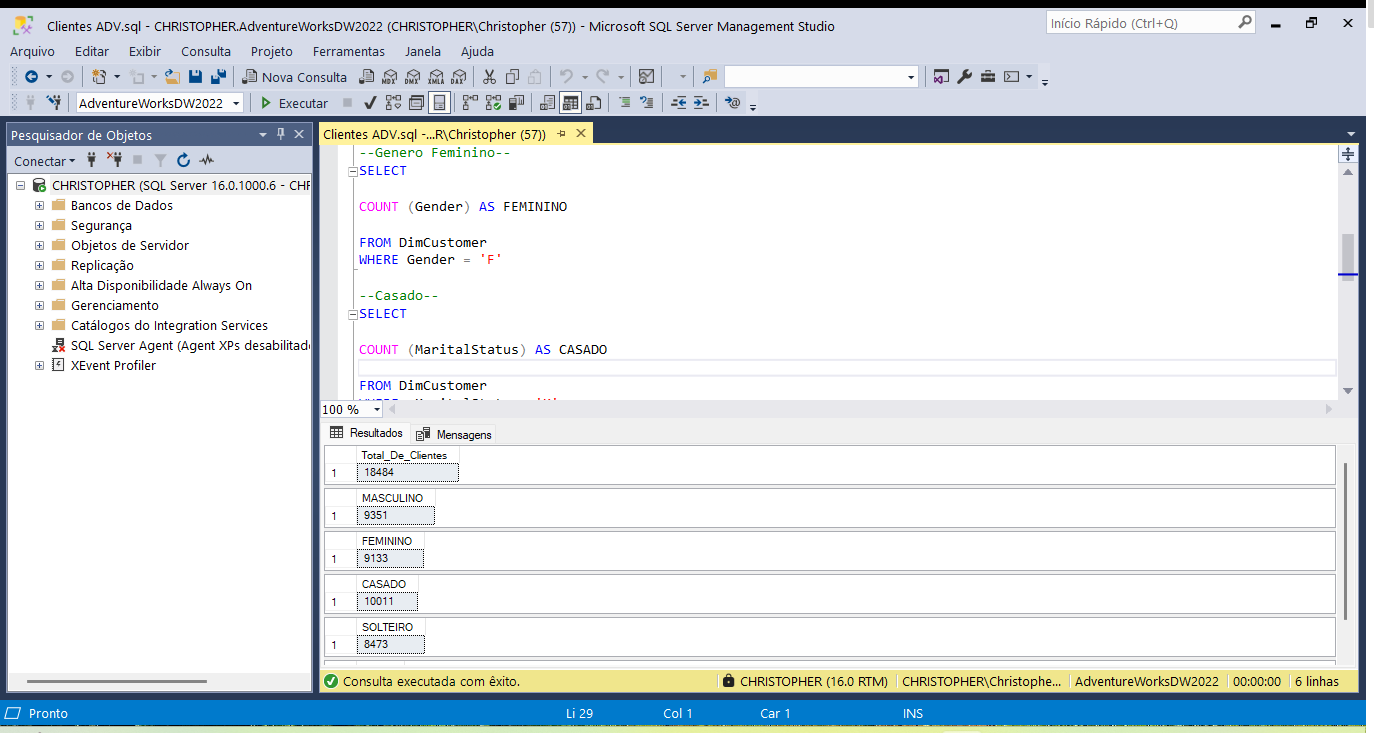 Clientes ADV.sql - CHRISTOPHER.AdventureWorksDW2022 (CHRISTOPHER\Christopher (57)) - Microsoft SQL Server Management Studio
Início Rápido (Ctrl+Q)
Arquivo Editar Exibir Consulta Projeto Ferramentas Janela Ajuda
Nova Consulta MDX DMX XMLA DAX
AdventureWorksDW2022 Executar
Pesquisador de Objetos
Conectar
CHRISTOPHER (SQL Server 16.0.1000.6 - CHR
Bancos de Dados
Segurança
Objetos de Servidor
Replicação
Alta Disponibilidade Always On
Gerenciamento
Catálogos do Integration Services
SQL Server Agent (Agent XPs desabilitado
XEvent Profiler
Clientes ADV.sql -...R\Christopher (57))
--Genero Feminino--
SELECT
COUNT (Gender) AS FEMININO
FROM DimCustomer
WHERE Gender = 'F'
--Casado--
SELECT
COUNT (MaritalStatus) AS CASADO
FROM DimCustomer
100 %
Resultados Mensagens
Total_De_Clientes
1 18484
MASCULINO
1 9351
FEMININO
1 9133
CASADO
1 10011
SOLTEIRO
1 8473
Consulta executada com êxito.
CHRISTOPHER (16.0 RTM) CHRISTOPHER\Christophe... AdventureWorksDW2022 00:00:00 6 linhas
Pronto Li 29 Col 1 Car 1 INS